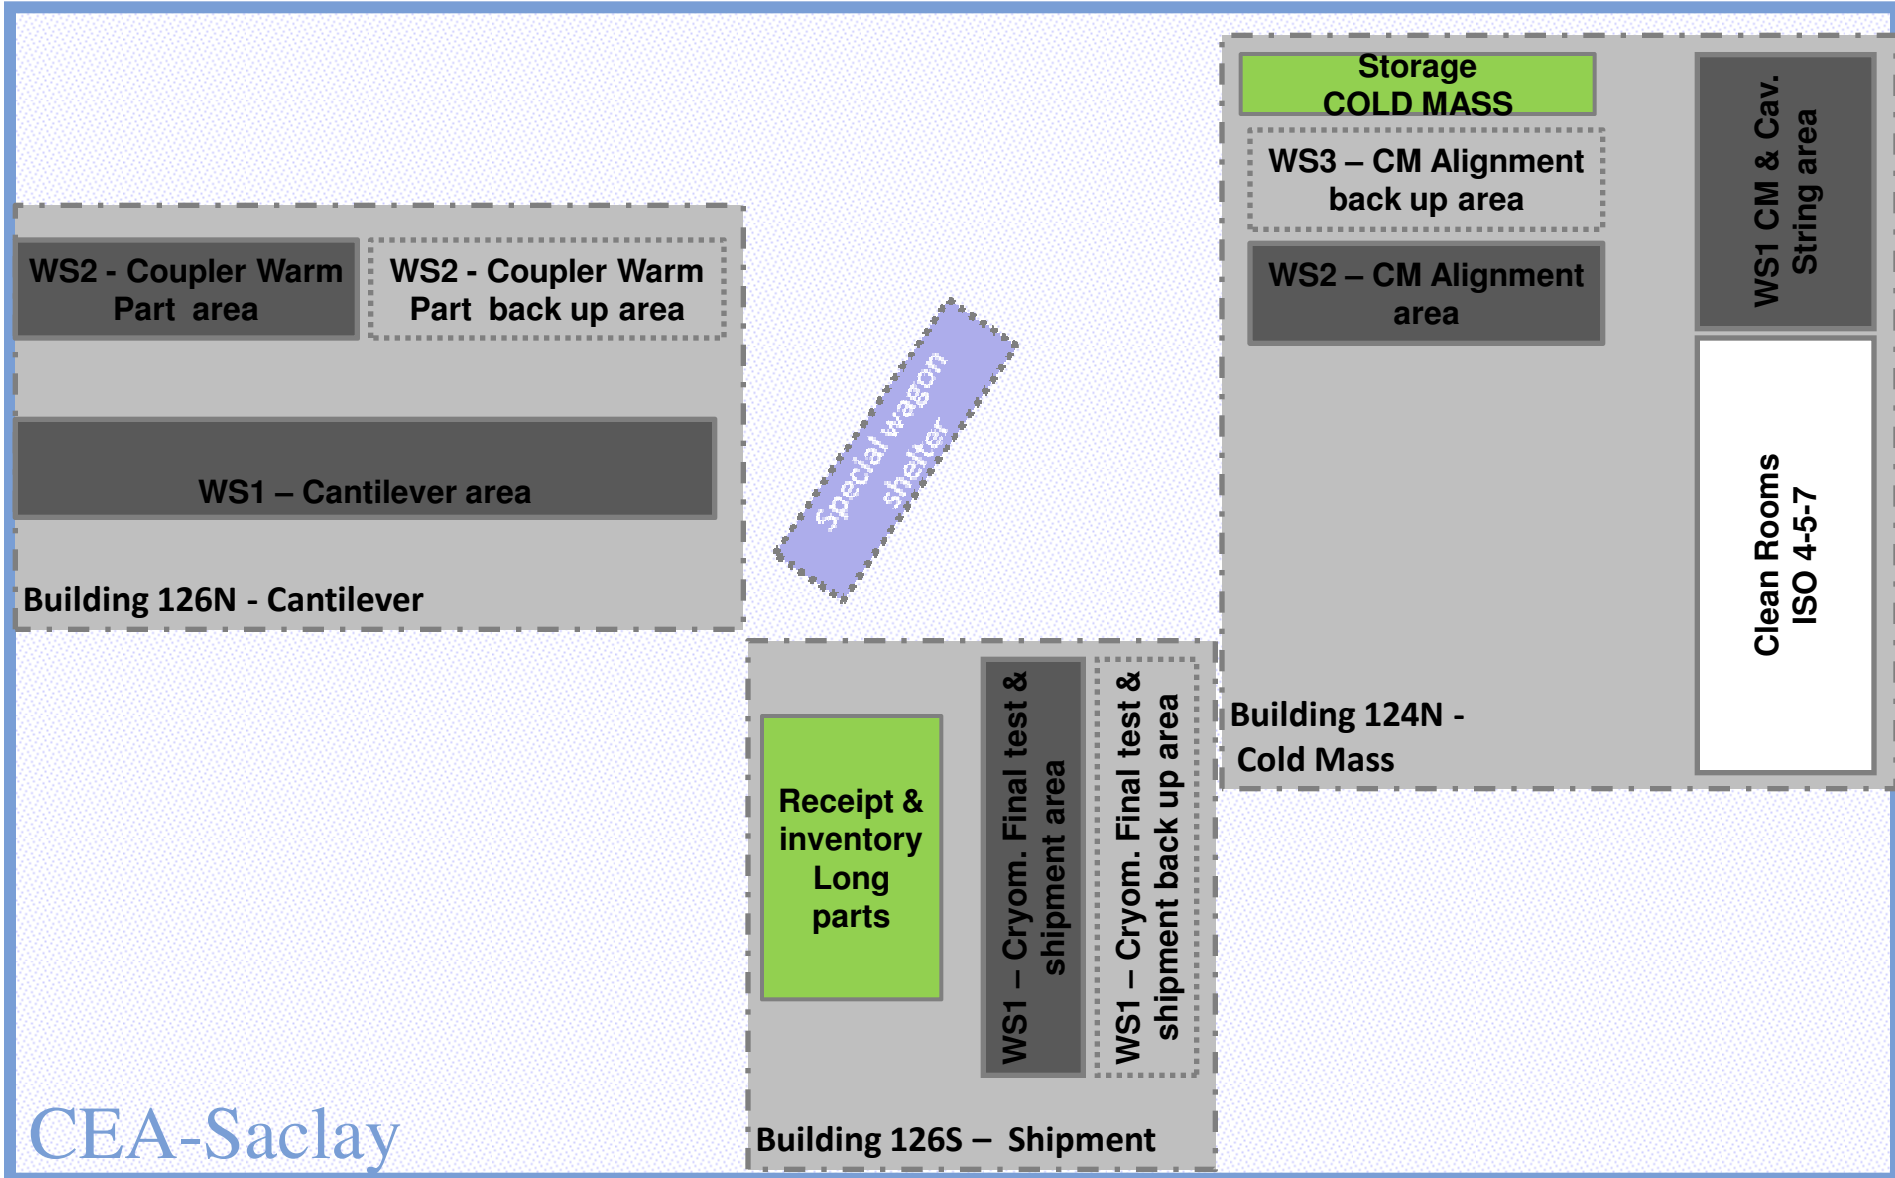 Storage
COLD MASS
WS3 – CM Alignment
back up area
WS2 – CM Alignment
area
WS1 CM & Cav.
String area
Clean Rooms
ISO 4-5-7
Building 124N -
Cold Mass
WS2 - Coupler Warm
Part area
WS2 - Coupler Warm
Part back up area
WS1 – Cantilever area
Building 126N - Cantilever
Special wagon
shelter
Receipt &
inventory
Long
parts
WS1 – Cryom. Final test &
shipment area
WS1 – Cryom. Final test &
shipment back up area
Building 126S – Shipment
CEA-Saclay